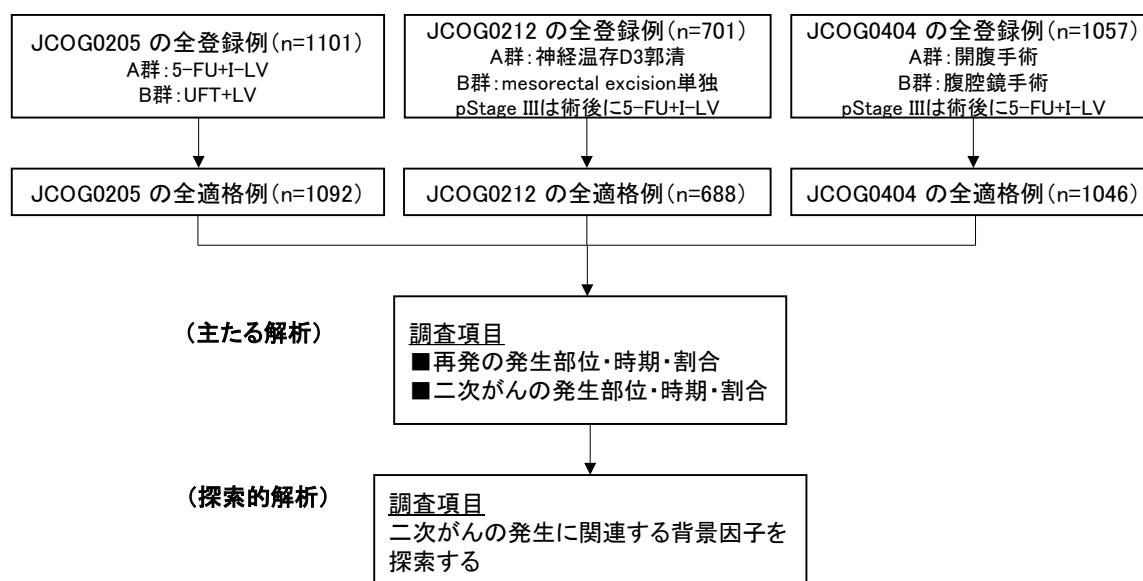 JCOG0205 の全登録例(n=1101)
A群:5-FU+l-LV
B群:UFT+LV
JCOG0212 の全登録例(n=701)
A群:神経温存D3郭清
B群:mesorectal excision単独
pStage IIIは術後に5-FU+l-LV
JCOG0404 の全登録例(n=1057)
A群:開腹手術
B群:腹腔鏡手術
pStage IIIは術後に5-FU+l-LV
JCOG0205 の全適格例(n=1092)
JCOG0212 の全適格例(n=688)
JCOG0404 の全適格例(n=1046)
(主たる解析)
調査項目
■再発の発生部位・時期・割合
■二次がんの発生部位・時期・割合
(探索的解析)
調査項目
二次がんの発生に関連する背景因子を
探索する